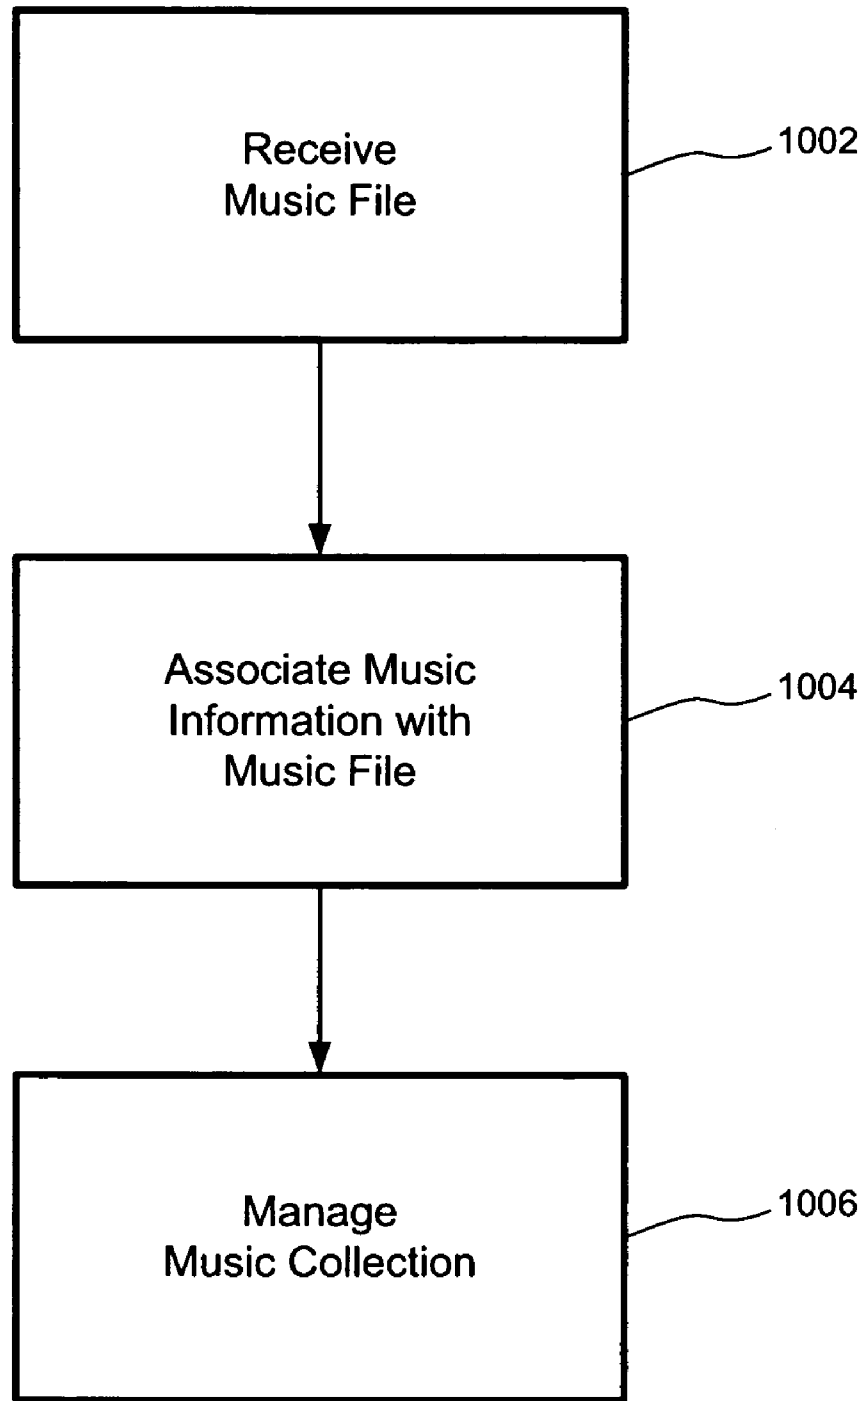 Receive
Music File
1002
Associate Music
Information with
Music File
1004
Manage
Music Collection
1006